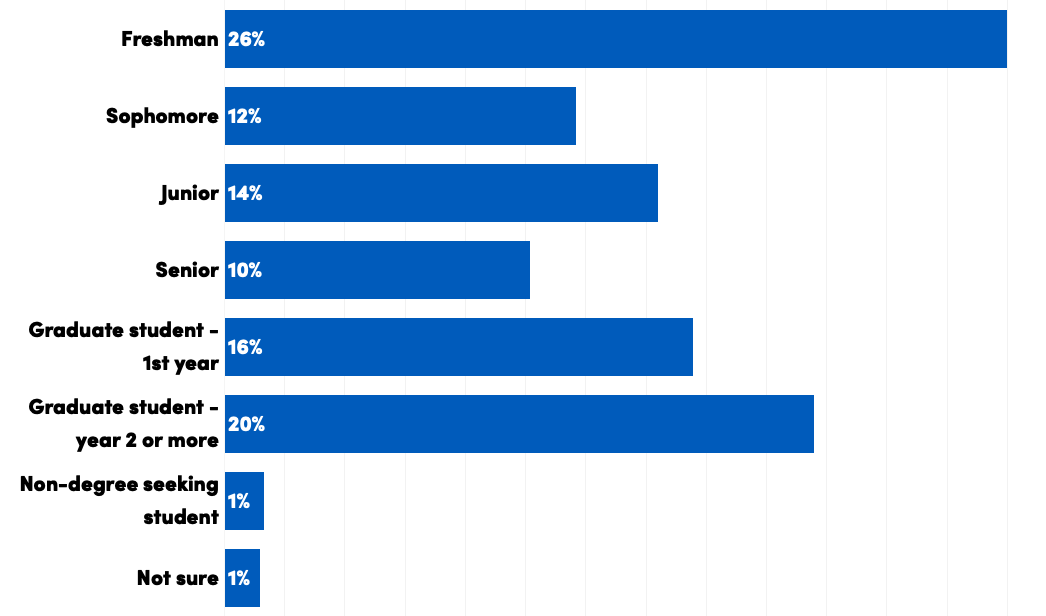 Freshman 26%
Sophomore 12%
Junior 14%
Senior 10%
Graduate student -
1st year 16%
Graduate student -
year 2 or more 20%
Non-degree seeking
student 1%
Not sure 1%